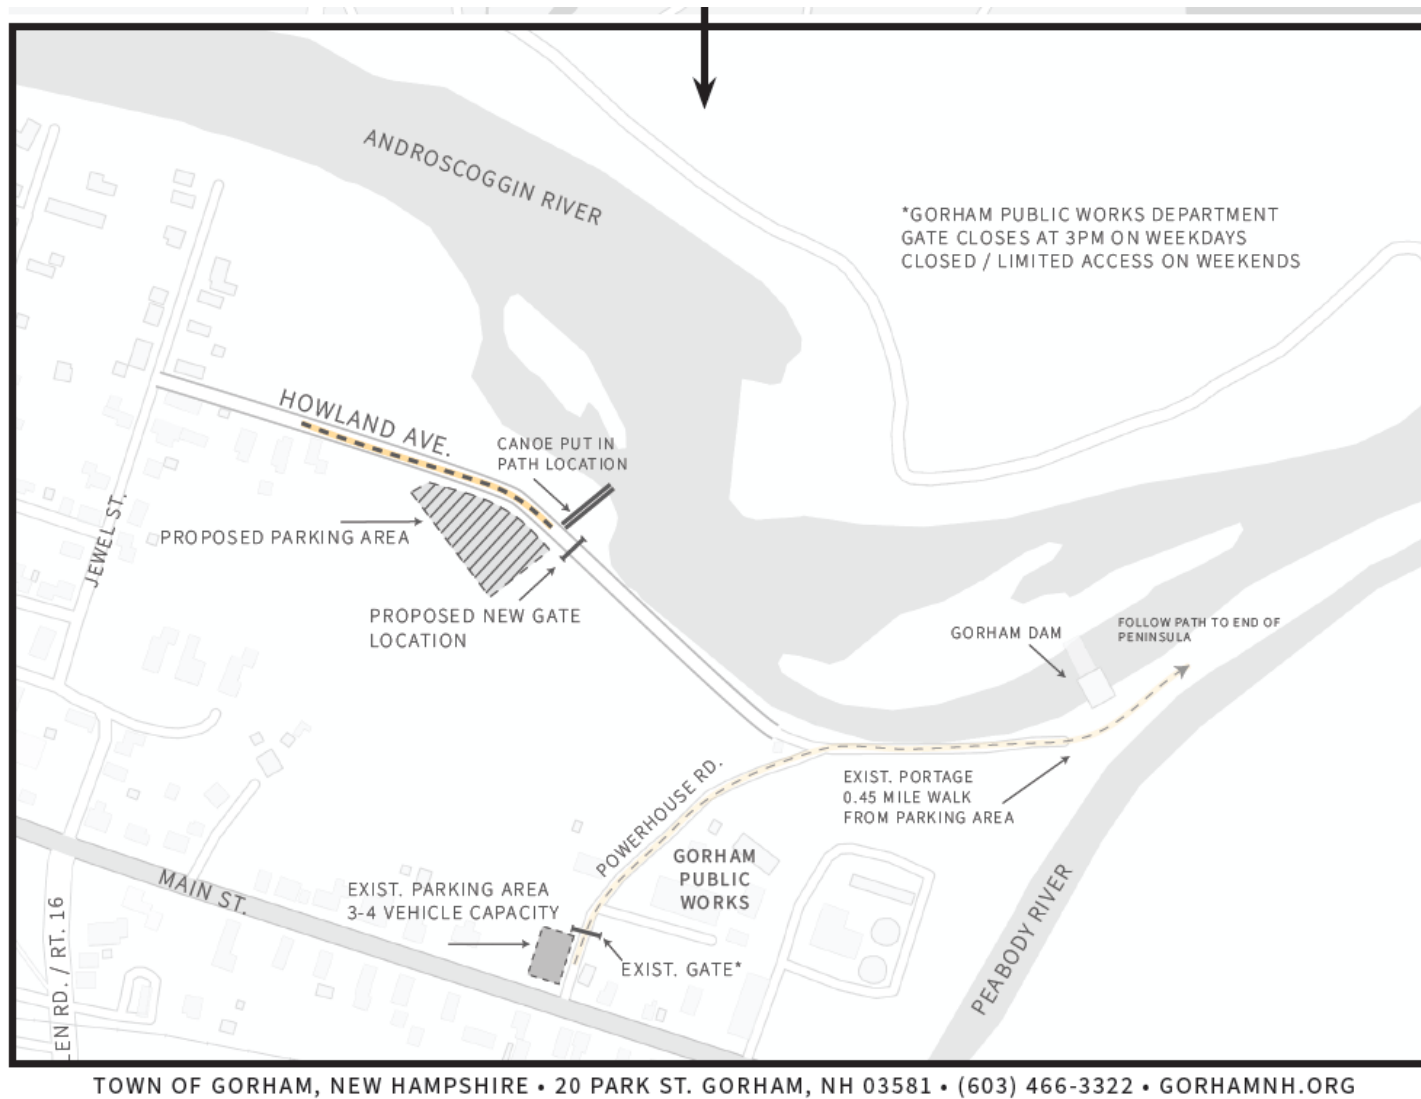 ANDROSCOGGIN RIVER
*GORHAM PUBLIC WORKS DEPARTMENT
GATE CLOSES AT 3PM ON WEEKDAYS
CLOSED / LIMITED ACCESS ON WEEKENDS
HOWLAND AVE.
CANOE PUT IN
PATH LOCATION
JEWEL ST.
PROPOSED PARKING AREA
PROPOSED NEW GATE
LOCATION
GORHAM DAM
FOLLOW PATH TO END OF
PENINSULA
EXIST. PORTAGE
0.45 MILE WALK
FROM PARKING AREA
POWERHOUSE RD.
GORHAM
PUBLIC
WORKS
MAIN ST.
EXIST. PARKING AREA
3-4 VEHICLE CAPACITY
EXIST. GATE*
PEABODY RIVER
EN RD. / RT. 16
TOWN OF GORHAM, NEW HAMPSHIRE • 20 PARK ST. GORHAM, NH 03581 • (603) 466-3322 • GORHAMNH.ORG